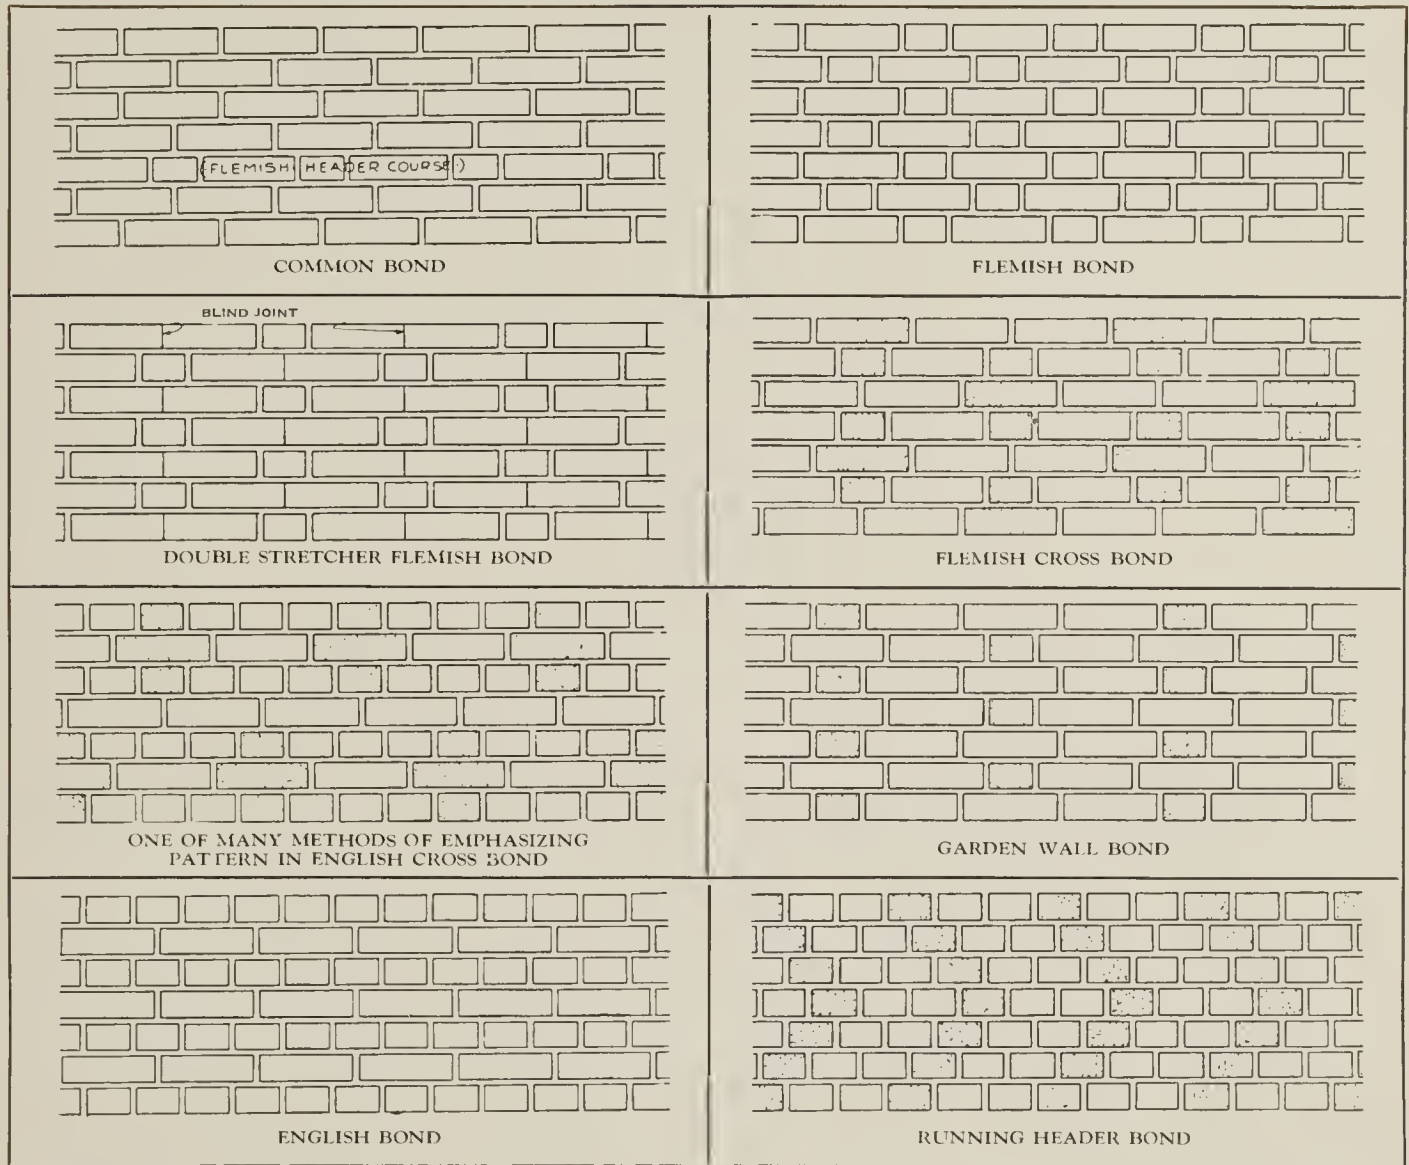 (FLEMISH HEADER COURSE)
COMMON BOND
FLEMISH BOND
BLIND JOINT
DOUBLE STRETCHER FLEMISH BOND
FLEMISH CROSS BOND
ONE OF MANY METHODS OF EMPHASIZING
PATTERN IN ENGLISH CROSS BOND
GARDEN WALL BOND
ENGLISH BOND
RUNNING HEADER BOND